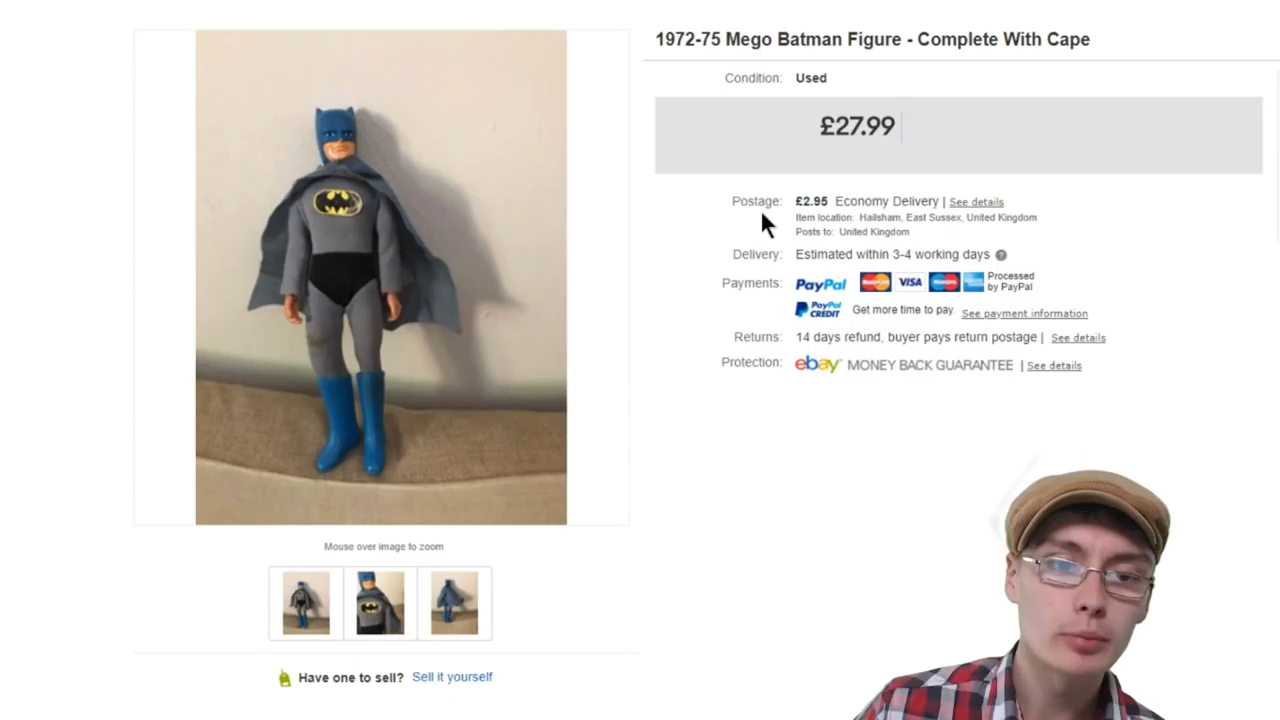 1972-75 Mego Batman Figure - Complete With Cape
Condition: Used
£27.99
Postage: £2.95 Economy Delivery | See details
Item location: Hailsham, East Sussex, United Kingdom
Posts to: United Kingdom
Delivery: Estimated within 3-4 working days
Payments: PayPal MasterCard VISA Maestro Processed by PayPal
PayPal CREDIT Get more time to pay. See payment information
Returns: 14 days refund, buyer pays return postage | See details
Protection: ebay MONEY BACK GUARANTEE | See details
Mouse over image to zoom
Have one to sell? Sell it yourself